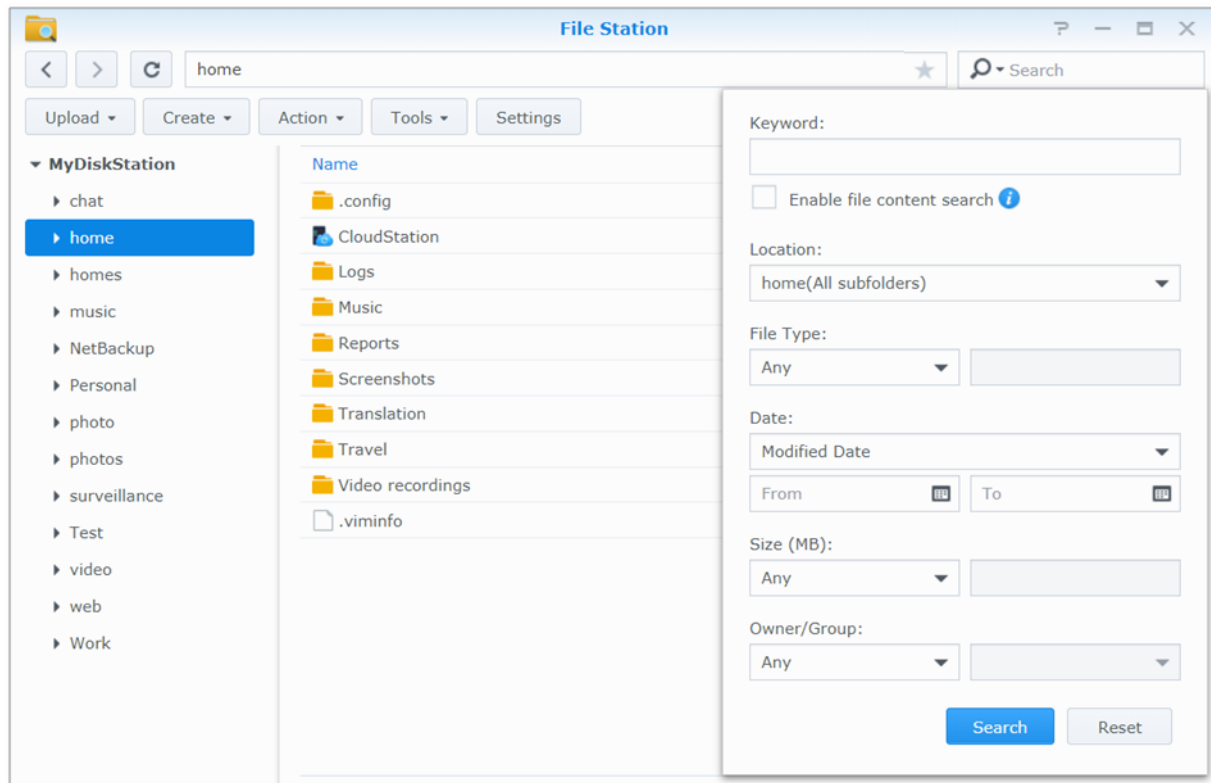 File Station
home
Search
Upload
Create
Action
Tools
Settings
MyDiskStation
chat
home
homes
music
NetBackup
Personal
photo
photos
surveillance
Test
video
web
Work
Name
.config
CloudStation
Logs
Music
Reports
Screenshots
Translation
Travel
Video recordings
.viminfo
Keyword:
Enable file content search
Location:
home(All subfolders)
File Type:
Any
Date:
Modified Date
From To
Size (MB):
Any
Owner/Group:
Any
Search Reset